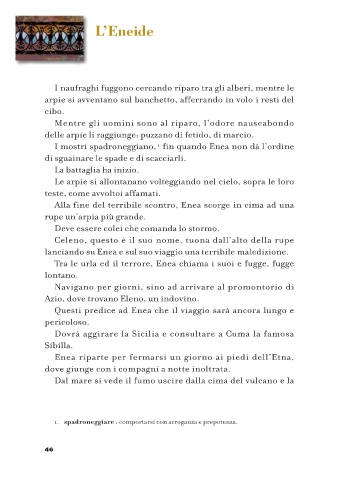 L'Eneide
I naufraghi fuggono cercando riparo tra gli alberi, mentre le
arpie si avventano sul banchetto, afferrando in volo i resti del
cibo.
Mentre gli uomini sono al riparo, l'odore nauseabondo
delle arpie li raggiunge: puzzano di fetido, di marcio.
I mostri spadroneggiano,¹ fin quando Enea non dà l'ordine
di sguainare le spade e di scacciarli.
La battaglia ha inizio.
Le arpie si allontanano volteggiando nel cielo, sopra le loro
teste, come avvoltoi affamati.
Alla fine del terribile scontro, Enea scorge in cima ad una
rupe un'arpia più grande.
Deve essere colei che comanda lo stormo.
Celeno, questo è il suo nome, tuona dall'alto della rupe
lanciando su Enea e sul suo viaggio una terribile maledizione.
Tra le urla ed il terrore, Enea chiama i suoi e fugge, fugge
lontano.
Navigano per giorni, sino ad arrivare al promontorio di
Azio, dove trovano Eleno, un indovino.
Questi predice ad Enea che il viaggio sarà ancora lungo e
pericoloso.
Dovrà aggirare la Sicilia e consultare a Cuma la famosa
Sibilla.
Enea riparte per fermarsi un giorno ai piedi dell'Etna,
dove giunge con i compagni a notte inoltrata.
Dal mare si vede il fumo uscire dalla cima del vulcano e la
1. spadroneggiare : comportarsi con arroganza e prepotenza.
46